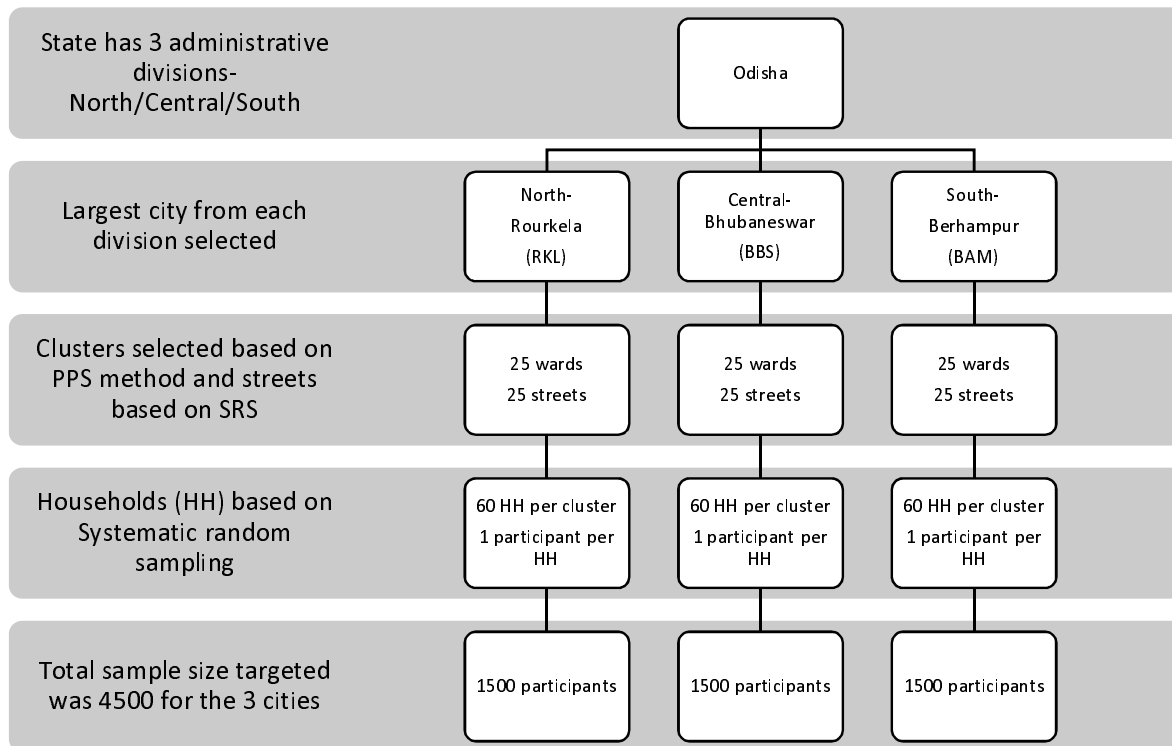 State has 3 administrative
divisions-
North/Central/South
Odisha
Largest city from each
division selected
North-
Rourkela
(RKL)
Central-
Bhubaneswar
(BBS)
South-
Berhampur
(BAM)
Clusters selected based on
PPS method and streets
based on SRS
25 wards
25 streets
25 wards
25 streets
25 wards
25 streets
Households (HH) based on
Systematic random
sampling
60 HH per cluster
1 participant per
HH
60 HH per cluster
1 participant per
HH
60 HH per cluster
1 participant per
HH
Total sample size targeted
was 4500 for the 3 cities
1500 participants
1500 participants
1500 participants